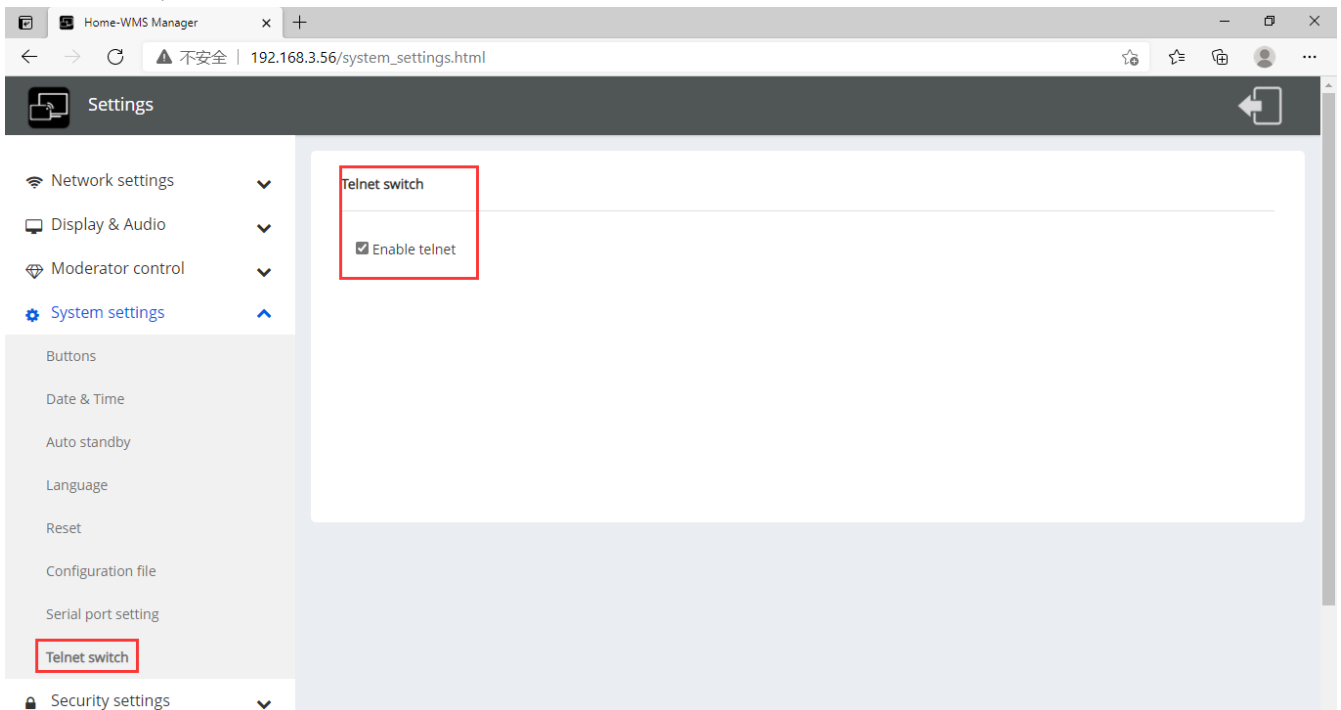 Home-WMS Manager
不安全 192.168.3.56/system_settings.html
Settings
Network settings
Display & Audio
Moderator control
System settings
Buttons
Date & Time
Auto standby
Language
Reset
Configuration file
Serial port setting
Telnet switch
Security settings
Telnet switch
Enable telnet